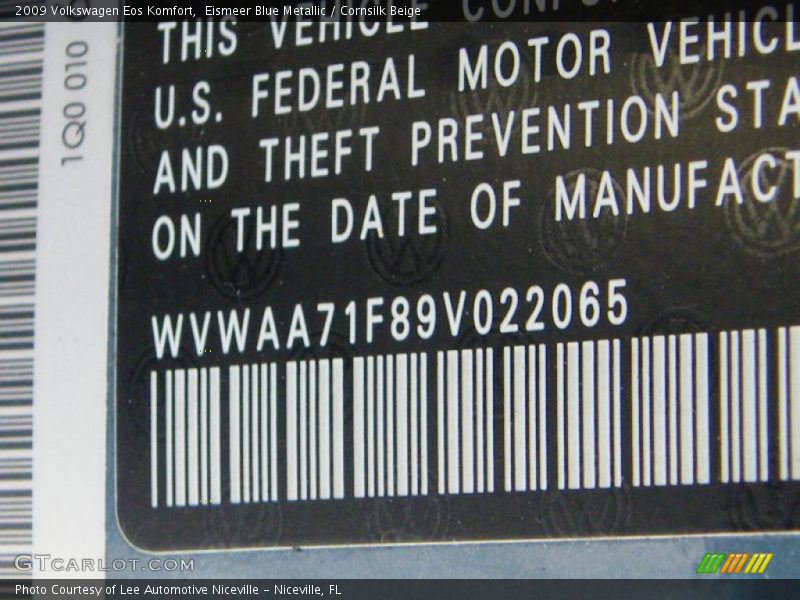 2009 Volkswagen Eos Komfort,  Eismeer Blue Metallic / Cornsilk Beige
THIS VEHICLE
U.S. FEDERAL MOTOR VEHICL
AND THEFT PREVENTION STA
ON THE DATE OF MANUFACT
WVWAA71F89V022065
1Q0 010
GTCARLOT.COM
Photo Courtesy of Lee Automotive Niceville – Niceville, FL